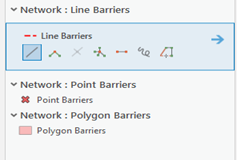 Network : Line Barriers
Line Barriers
Network : Point Barriers
Point Barriers
Network : Polygon Barriers
Polygon Barriers